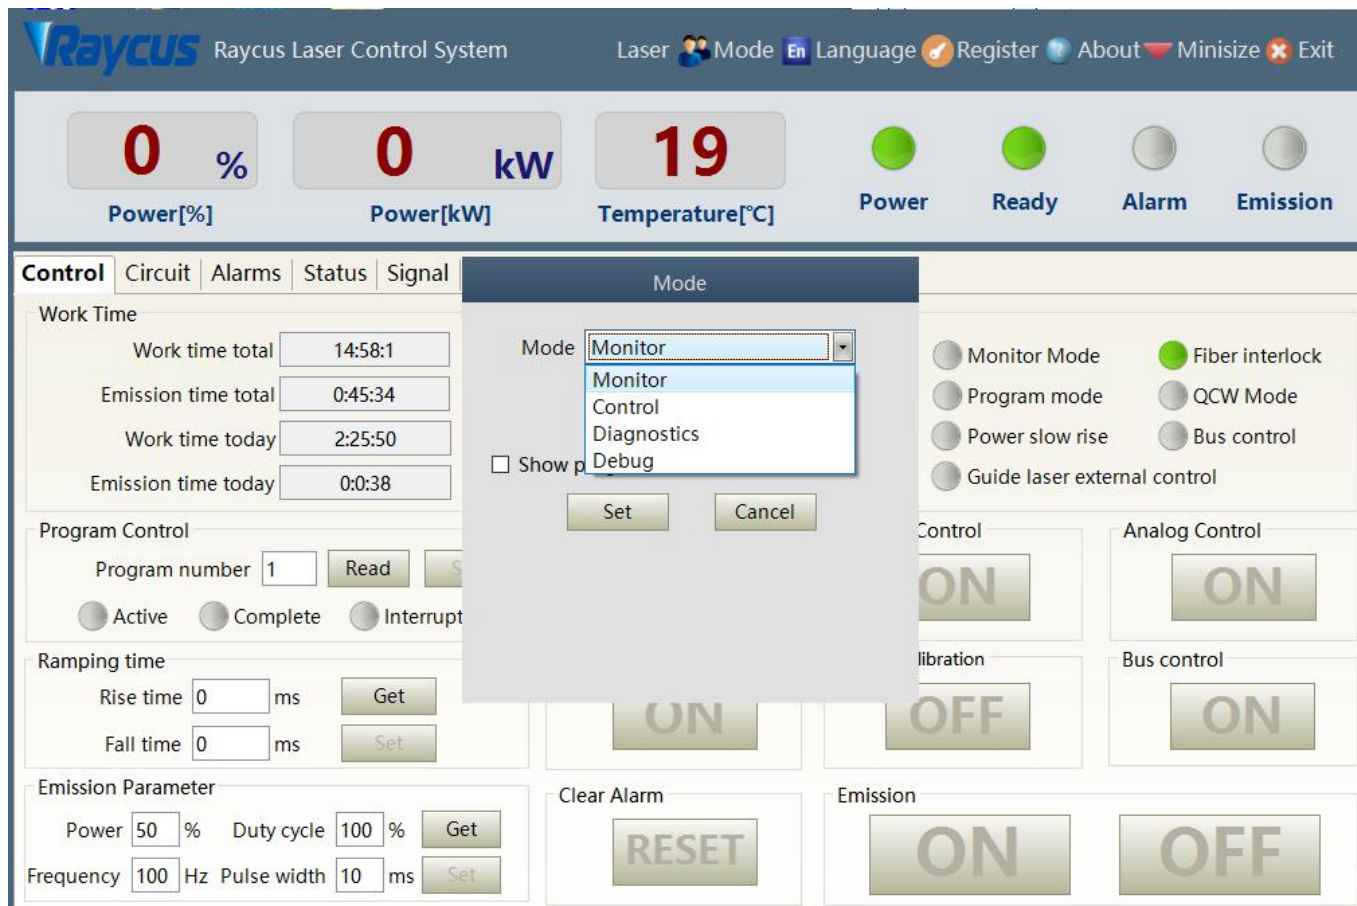 Raycus Raycus Laser Control System Laser Mode En Language Register About Minisize Exit
0 % 0 kW 19
Power[%] Power[kW] Temperature[℃] Power Ready Alarm Emission
Control Circuit Alarms Status Signal
Mode
Work Time
Mode Monitor
Monitor
Control
Diagnostics
Debug
Show p
Set Cancel
Work time total 14:58:1
Emission time total 0:45:34
Work time today 2:25:50
Emission time today 0:0:38
Monitor Mode Fiber interlock
Program mode QCW Mode
Power slow rise Bus control
Guide laser external control
Program Control
Program number 1 Read S
Active Complete Interrupt
Control
ON
Analog Control
ON
Ramping time
Rise time 0 ms Get
Fall time 0 ms Set
ON
libration
OFF
Bus control
ON
Emission Parameter
Power 50 % Duty cycle 100 % Get
Frequency 100 Hz Pulse width 10 ms Set
Clear Alarm
RESET
Emission
ON OFF